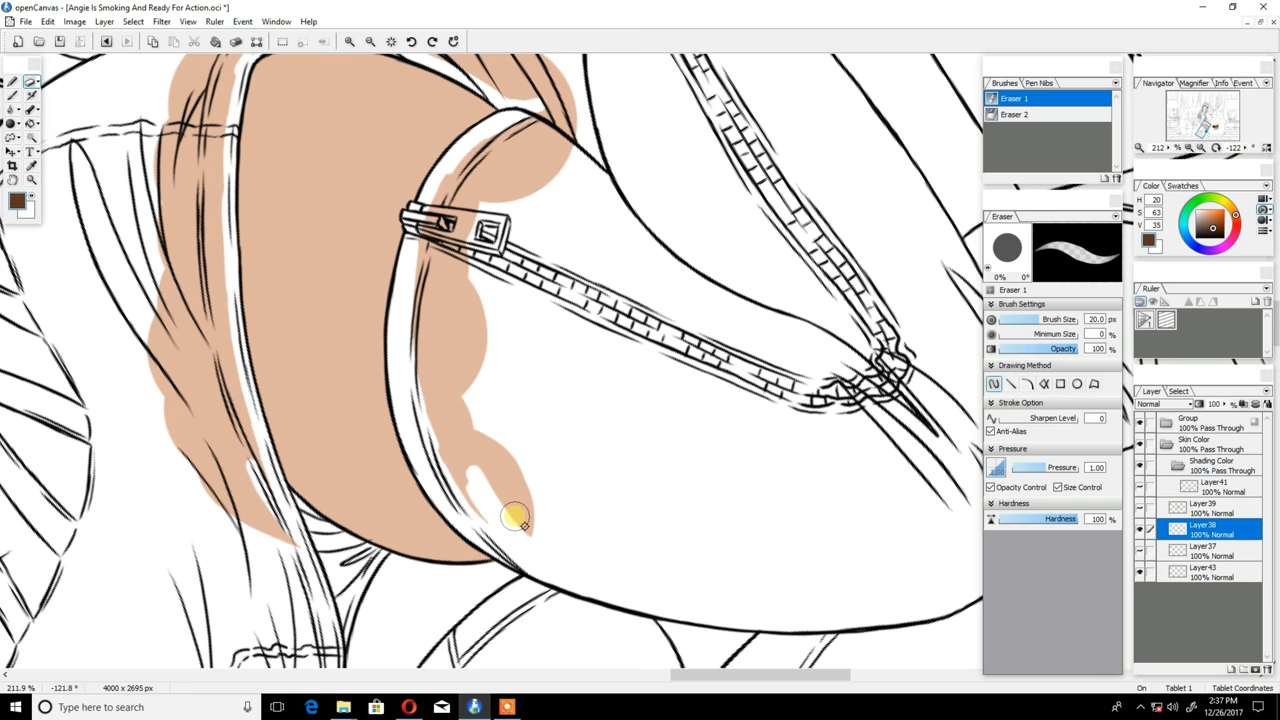 openCanvas - [Angie Is Smoking And Ready For Action.oci *]
File Edit Image Layer Select Filter View Ruler Event Window Help
Brushes Pen Nibs
Eraser 1
Eraser 2
Eraser
0% 0°
Eraser 1
Brush Settings
Brush Size 20.0 px
Minimum Size 0 %
Opacity 100 %
Drawing Method
Stroke Option
Sharpen Level 0
Anti-Alias
Pressure
Pressure 1.00
Opacity Control Size Control
Hardness
Hardness 100 %
Navigator Magnifier Info Event
212 % -122 °
Color Swatches
H 20
S 63
V 35
Ruler
Layer Select
Normal 100 %
Group
100% Pass Through
Skin Color
100% Pass Through
Shading Color
100% Pass Through
Layer41
100% Normal
Layer39
100% Normal
Layer38
100% Normal
Layer37
100% Normal
Layer43
100% Normal
211.9 % -121.8 ° 4000 x 2695 px
On Tablet 1 Tablet Coordinates
Type here to search
2:37 PM
12/26/2017